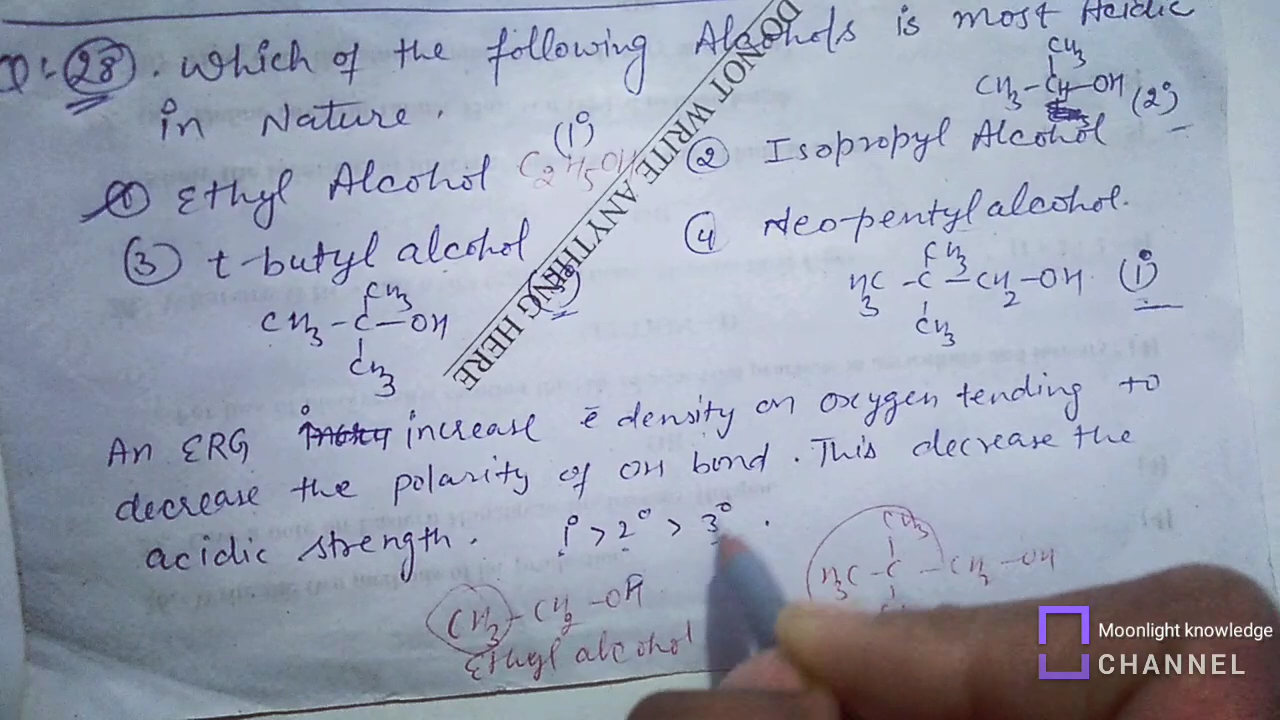 Q:- 28. Which of the following Alcohols is most Acidic
in Nature.
CH3
CH3-CH-OH (2°)
(1) Ethyl Alcohol C2H5OH (1°)
(2) Isopropyl Alcohol
(3) t-butyl alcohol
(4) Neo-pentyl alcohol.
CH3
CH3-C-OH
CH3
CH3
H3C-C-CH2-OH. (1°)
CH3
DO NOT WRITE ANYTHING HERE
An ERG increase ē density on oxygen tending to
decrease the polarity of OH bond. This decrease the
acidic strength. 1° > 2° > 3°.
CH3-CH2-OH
Ethyl alcohol
CH3
H3C-C-CH2-OH
Moonlight knowledge
CHANNEL